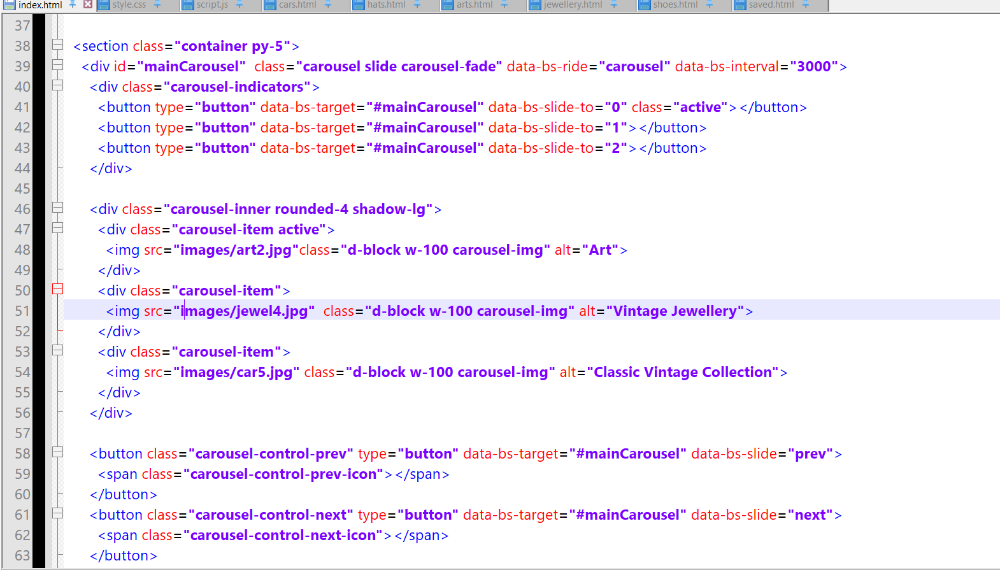 index.html style.css script.js cars.html hats.html arts.html jewellery.html shoes.html saved.html
37
38 <section class="container py-5">
39 <div id="mainCarousel"  class="carousel slide carousel-fade" data-bs-ride="carousel" data-bs-interval="3000">
40 <div class="carousel-indicators">
41 <button type="button" data-bs-target="#mainCarousel" data-bs-slide-to="0" class="active"></button>
42 <button type="button" data-bs-target="#mainCarousel" data-bs-slide-to="1"></button>
43 <button type="button" data-bs-target="#mainCarousel" data-bs-slide-to="2"></button>
44 </div>
45
46 <div class="carousel-inner rounded-4 shadow-lg">
47 <div class="carousel-item active">
48 <img src="images/art2.jpg"class="d-block w-100 carousel-img" alt="Art">
49 </div>
50 <div class="carousel-item">
51 <img src="images/jewel4.jpg"  class="d-block w-100 carousel-img" alt="Vintage Jewellery">
52 </div>
53 <div class="carousel-item">
54 <img src="images/car5.jpg" class="d-block w-100 carousel-img" alt="Classic Vintage Collection">
55 </div>
56 </div>
57
58 <button class="carousel-control-prev" type="button" data-bs-target="#mainCarousel" data-bs-slide="prev">
59 <span class="carousel-control-prev-icon"></span>
60 </button>
61 <button class="carousel-control-next" type="button" data-bs-target="#mainCarousel" data-bs-slide="next">
62 <span class="carousel-control-next-icon"></span>
63 </button>